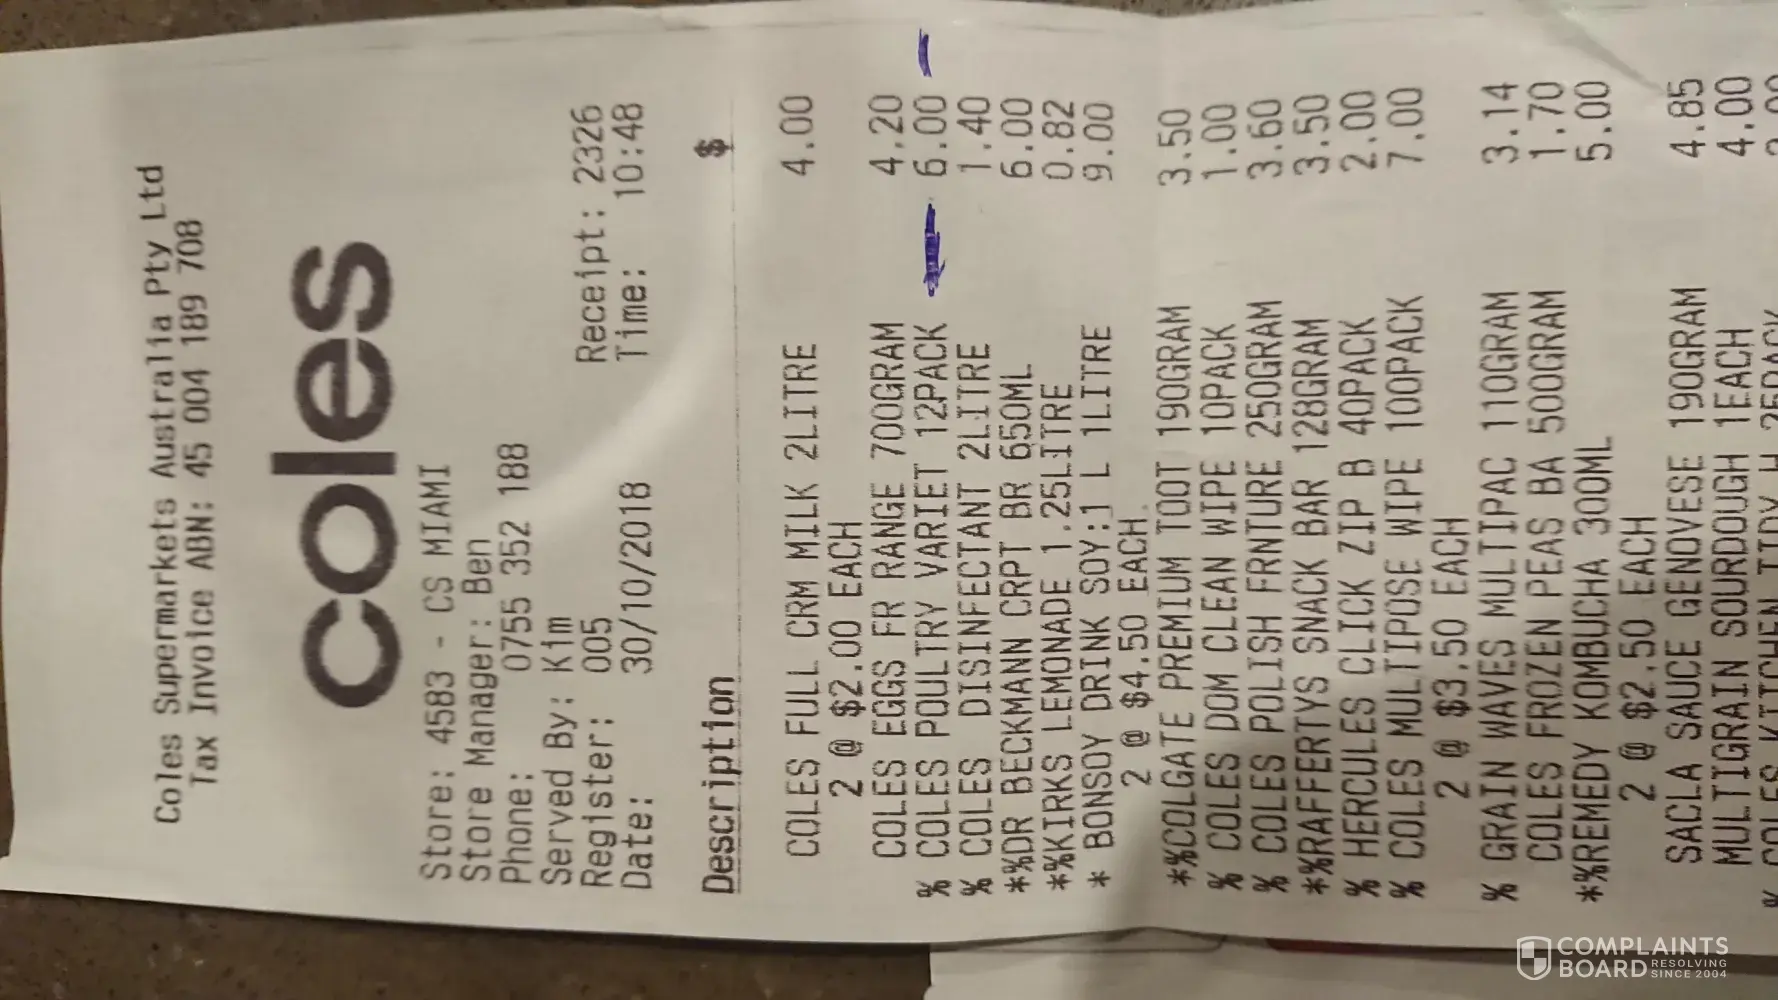 Coles Supermarkets Australia Pty Ltd
Tax Invoice ABN: 45 004 189 708
coles
Store: 4583 - CS MIAMI
Store Manager: Ben
Phone: 0755 352 188
Served By: Kim
Register: 005 Receipt: 2326
Date: 30/10/2018 Time: 10:48
Description $
COLES FULL CRM MILK 2LITRE 4.00
2 @ $2.00 EACH
COLES EGGS FR RANGE 700GRAM 4.20
% COLES POULTRY VARIET 12PACK 6.00
% COLES DISINFECTANT 2LITRE 1.40
*%DR BECKMANN CRPT BR 650ML 6.00
*%KIRKS LEMONADE 1.25LITRE 0.82
* BONSOY DRINK SOY:1 L 1LITRE 9.00
2 @ $4.50 EACH
*%COLGATE PREMIUM TOOT 190GRAM 3.50
% COLES DOM CLEAN WIPE 10PACK 1.00
% COLES POLISH FRNTURE 250GRAM 3.60
*%RAFFERTYS SNACK BAR 128GRAM 3.50
% HERCULES CLICK ZIP B 40PACK 2.00
% COLES MULTIPOSE WIPE 100PACK 7.00
2 @ $3.50 EACH
% GRAIN WAVES MULTIPAC 110GRAM 3.14
COLES FROZEN PEAS BA 500GRAM 1.70
*%REMEDY KOMBUCHA 300ML 5.00
2 @ $2.50 EACH
SACLA SAUCE GENOVESE 190GRAM 4.85
MULTIGRAIN SOURDOUGH 1EACH 4.00
% COLES KITCHEN TIDY H
COMPLAINTS
BOARD RESOLVING
SINCE 2004